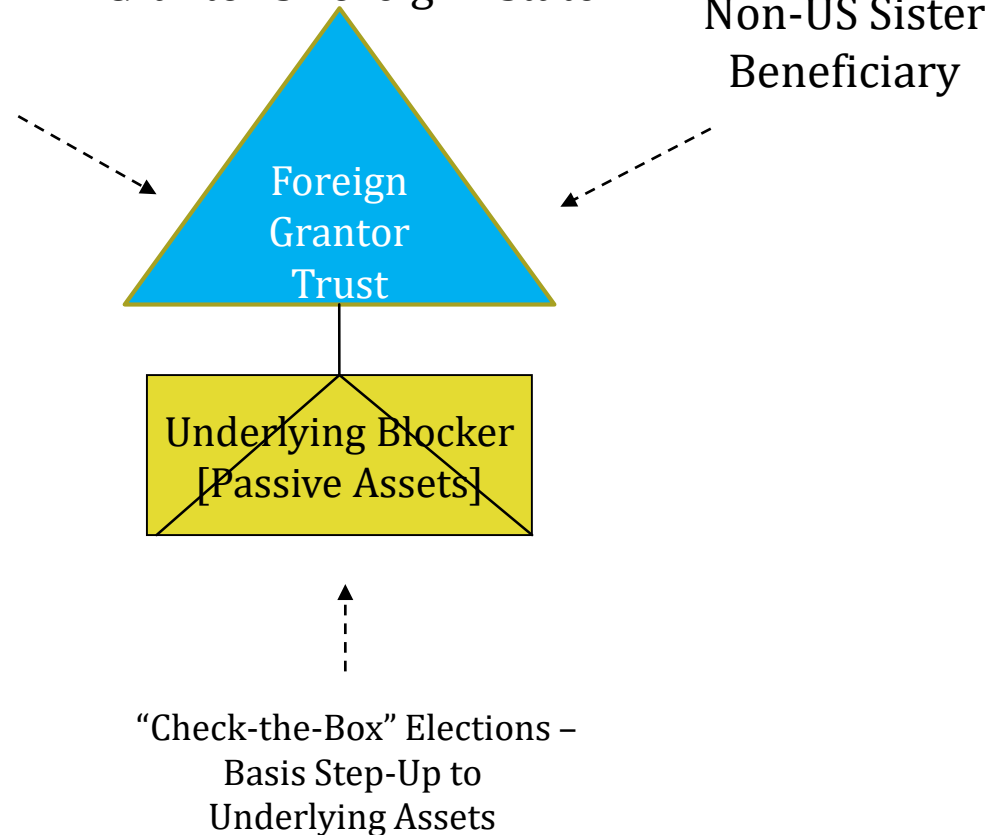 Non-US Sister
Beneficiary
Foreign
Grantor
Trust
Underlying Blocker
[Passive Assets]
“Check-the-Box” Elections –
Basis Step-Up to
Underlying Assets